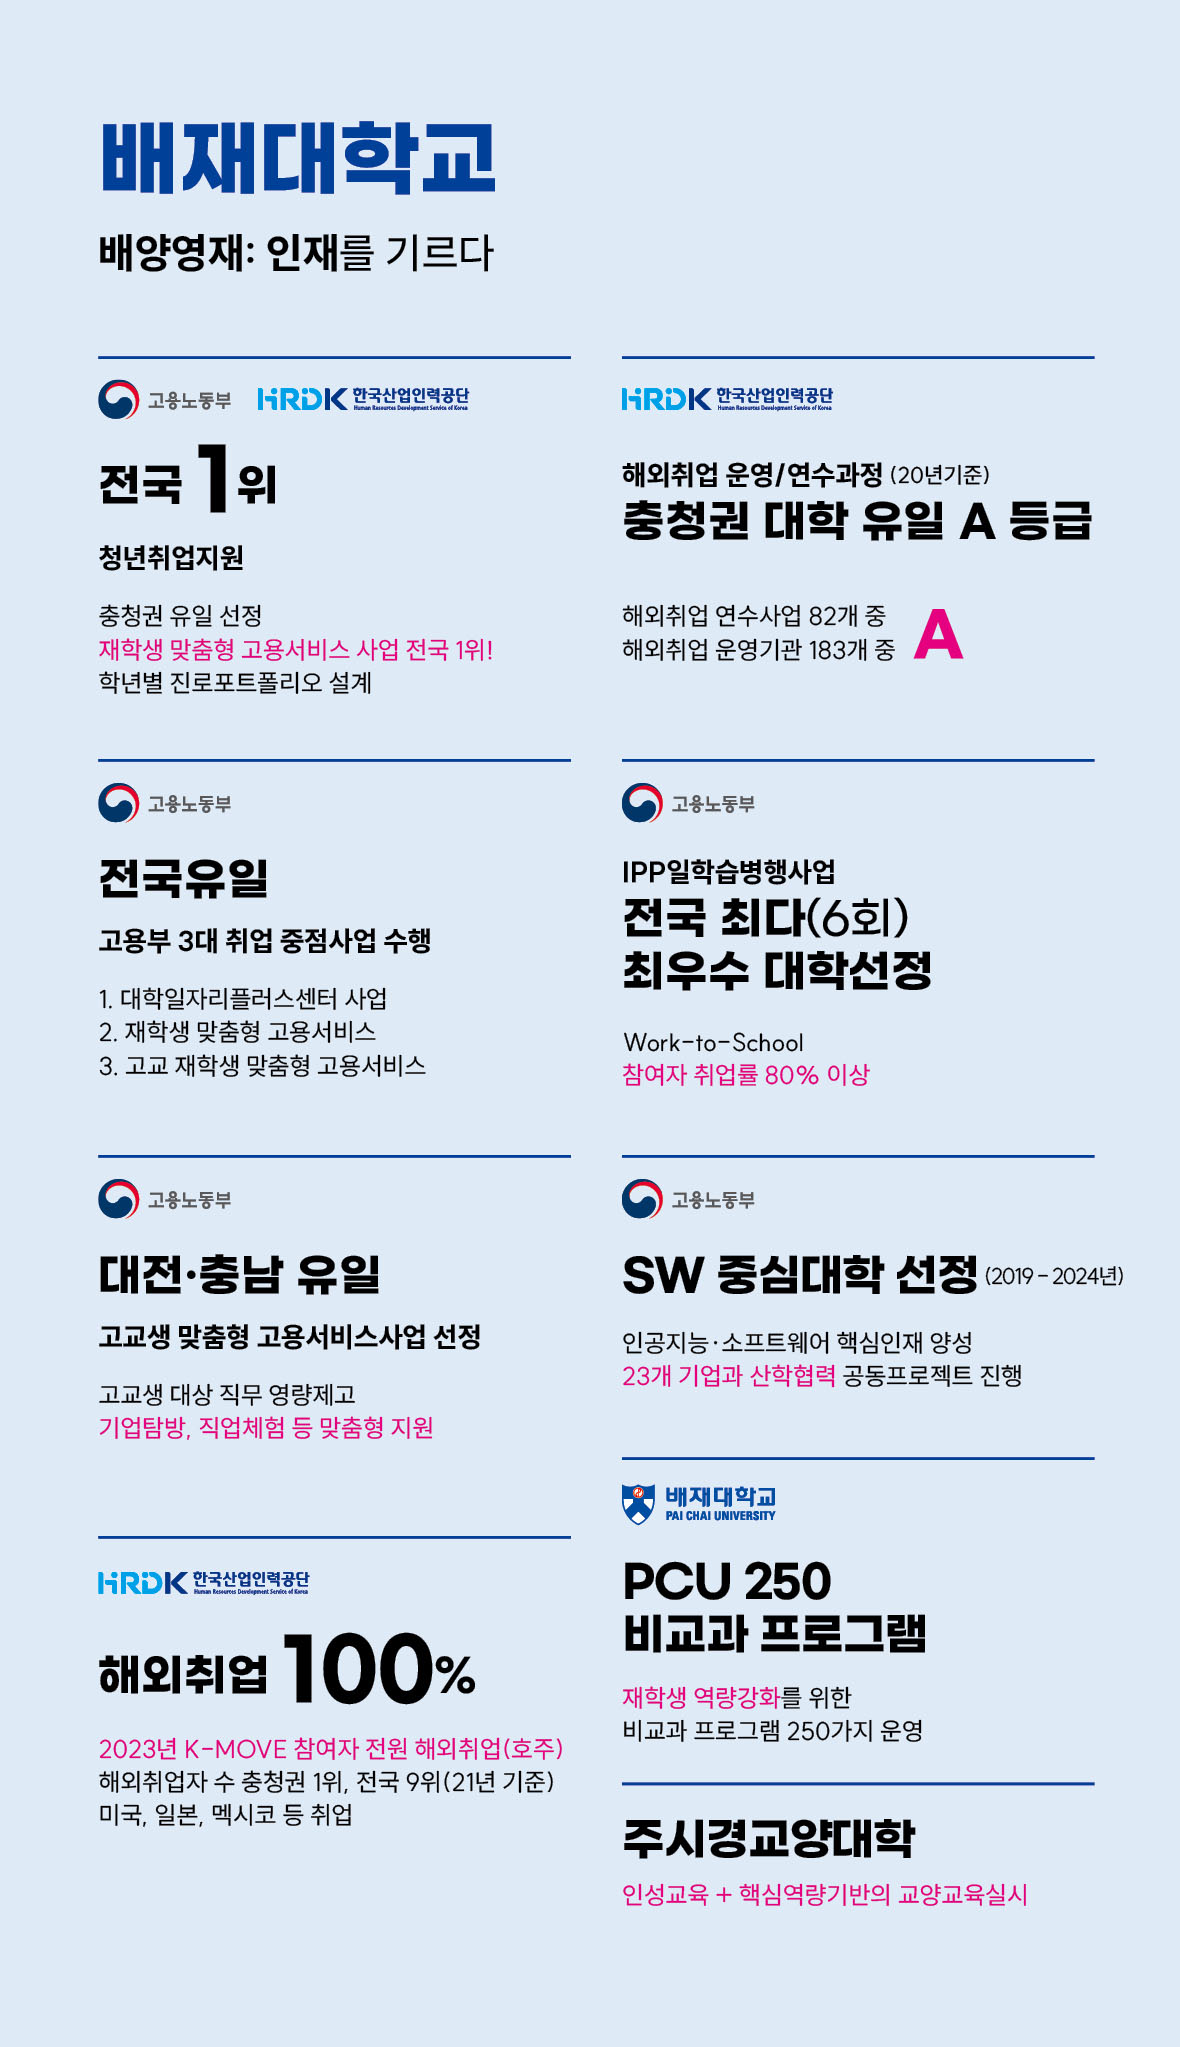 배재대학교
배양영재: 인재를 기르다
고용노동부 HRDK 한국산업인력공단
Human Resources Development Service of Korea
전국 1위
청년취업지원
충청권 유일 선정
재학생 맞춤형 고용서비스 사업 전국 1위!
학년별 진로포트폴리오 설계
HRDK 한국산업인력공단
Human Resources Development Service of Korea
해외취업 운영/연수과정 (20년기준)
충청권 대학 유일 A 등급
해외취업 연수사업 82개 중
해외취업 운영기관 183개 중 A
고용노동부
전국유일
고용부 3대 취업 중점사업 수행
1. 대학일자리플러스센터 사업
2. 재학생 맞춤형 고용서비스
3. 고교 재학생 맞춤형 고용서비스
고용노동부
IPP일학습병행사업
전국 최다(6회)
최우수 대학선정
Work-to-School
참여자 취업률 80% 이상
고용노동부
대전·충남 유일
고교생 맞춤형 고용서비스사업 선정
고교생 대상 직무 영량제고
기업탐방, 직업체험 등 맞춤형 지원
고용노동부
SW 중심대학 선정 (2019 - 2024년)
인공지능·소프트웨어 핵심인재 양성
23개 기업과 산학협력 공동프로젝트 진행
HRDK 한국산업인력공단
Human Resources Development Service of Korea
해외취업 100%
2023년 K-MOVE 참여자 전원 해외취업(호주)
해외취업자 수 충청권 1위, 전국 9위(21년 기준)
미국, 일본, 멕시코 등 취업
배재대학교
PAI CHAI UNIVERSITY
PCU 250
비교과 프로그램
재학생 역량강화를 위한
비교과 프로그램 250가지 운영
주시경교양대학
인성교육 + 핵심역량기반의 교양교육실시